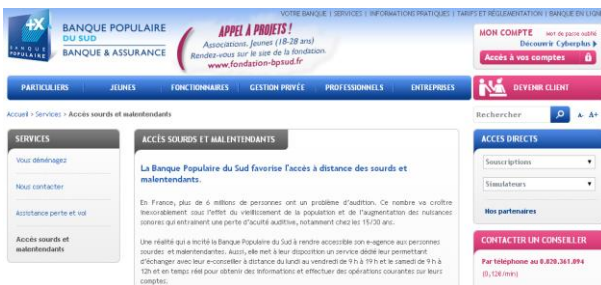 VOTRE BANQUE | SERVICES | INFORMATIONS PRATIQUES | TARIFS ET RÉGLEMENTATION | BANQUE EN LIGNE
BANQUE POPULAIRE
DU SUD
BANQUE & ASSURANCE
BANQUE
POPULAIRE
APPEL À PROJETS !
Associations, Jeunes (18-28 ans)
Rendez-vous sur le site de la fondation.
www.fondation-bpsud.fr
MON COMPTE mot de passe oublié
Découvrir Cyberplus
Accès à vos comptes
PARTICULIERS JEUNES FONCTIONNAIRES GESTION PRIVÉE PROFESSIONNELS ENTREPRISES
DEVENIR CLIENT
Accueil > Services > Accès sourds et malentendants
Rechercher A- A+
SERVICES
Vous déménagez
Nous contacter
Assistance perte et vol
Accès sourds et
malentendants
ACCÈS SOURDS ET MALENTENDANTS
La Banque Populaire du Sud favorise l'accès à distance des sourds et
malentendants.
En France, plus de 6 millions de personnes ont un problème d'audition. Ce nombre va croître
inexorablement sous l'effet du vieillissement de la population et de l'augmentation des nuisances
sonores qui entrainent une perte d'acuité auditive, notamment chez les 15/30 ans.
Une réalité qui a incité la Banque Populaire du Sud à rendre accessible son e-agence aux personnes
sourdes et malentendantes. Aussi, elle met à leur disposition un service dédié leur permettant
d'échanger avec leur e-conseiller à distance du lundi au vendredi de 9 h à 19 h et le samedi de 9 h à
12h et en temps réel pour obtenir des informations et effectuer des opérations courantes sur leurs
comptes.
ACCES DIRECTS
Souscriptions
Simulateurs
Nos partenaires
CONTACTER UN CONSEILLER
Par téléphone au 0.820.361.094
(0,12€/min)